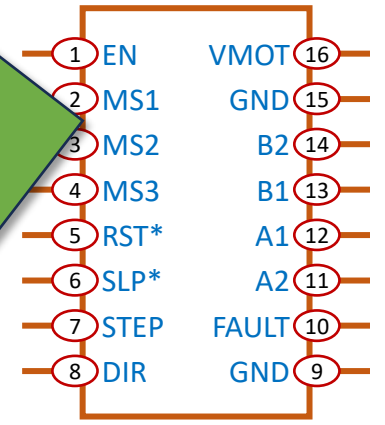 1 EN VMOT 16
2 MS1 GND 15
3 MS2 B2 14
4 MS3 B1 13
5 RST* A1 12
6 SLP* A2 11
7 STEP FAULT 10
8 DIR GND 9